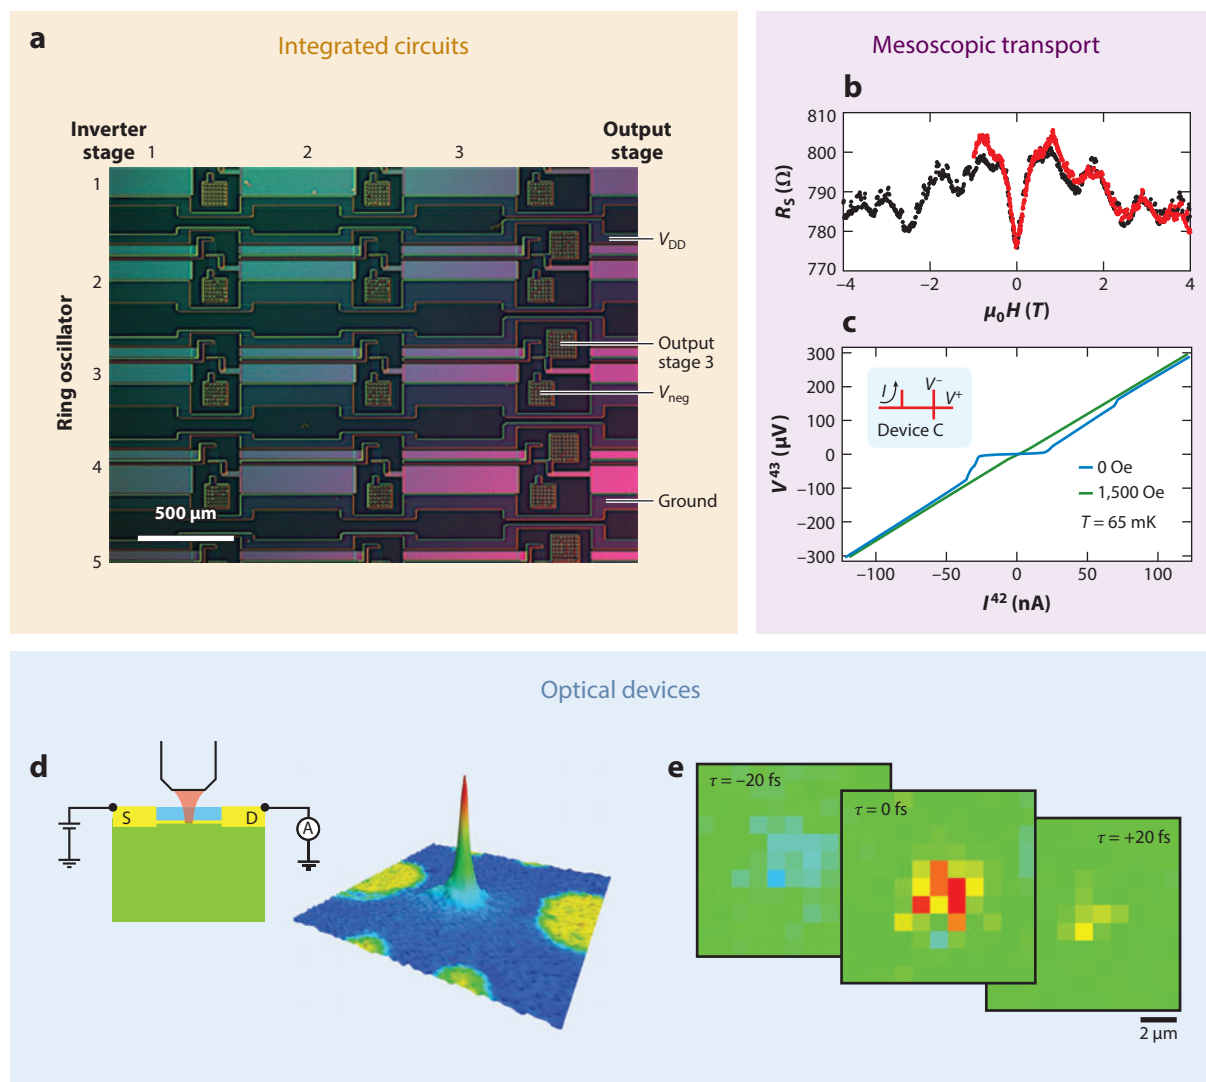 a
Integrated circuits
Inverter
stage
1
2
3
Output
stage
Ring oscillator
1
2
3
4
5
V_DD
Output
stage 3
V_neg
Ground
500 µm
Mesoscopic transport
b
R_S (Ω)
810
800
790
780
770
–4
–2
0
2
4
µ₀H (T)
c
V⁴³ (µV)
300
200
100
0
–100
–200
–300
I
V⁻
V⁺
Device C
0 Oe
1,500 Oe
T = 65 mK
–100
–50
0
50
100
I⁴² (nA)
Optical devices
d
S
D
A
e
τ = –20 fs
τ = 0 fs
τ = +20 fs
2 µm